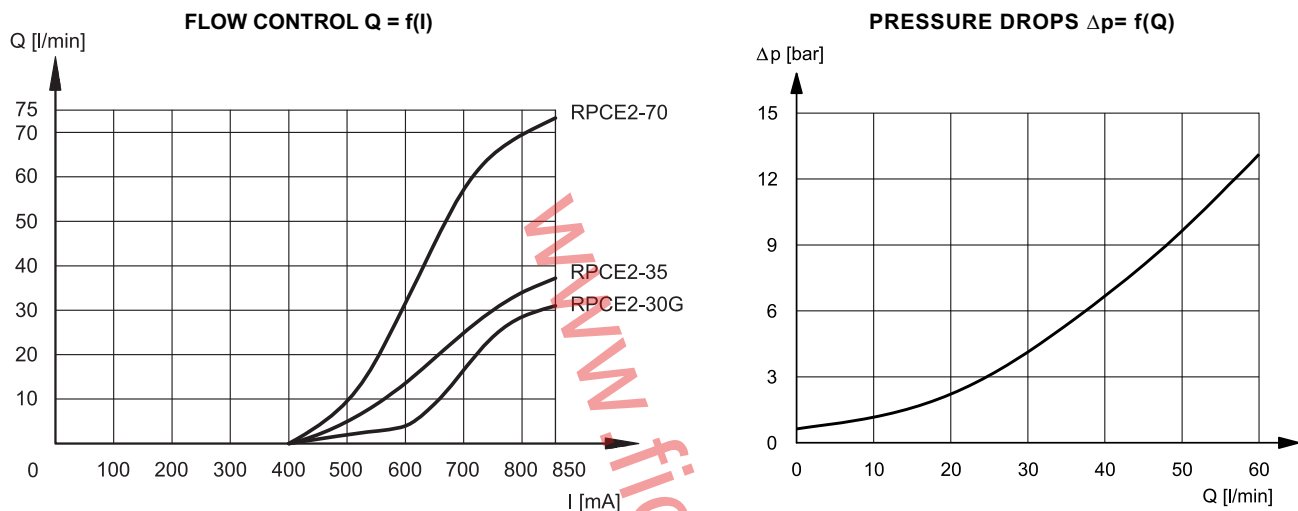 FLOW CONTROL Q = f(I)
Q [l/min]
75
70
60
50
40
30
20
10
0 100 200 300 400 500 600 700 800 850
I [mA]
RPCE2-70
RPCE2-35
RPCE2-30G
PRESSURE DROPS Δp= f(Q)
Δp [bar]
15
12
9
6
3
0
0 10 20 30 40 50 60
Q [l/min]
www.fic